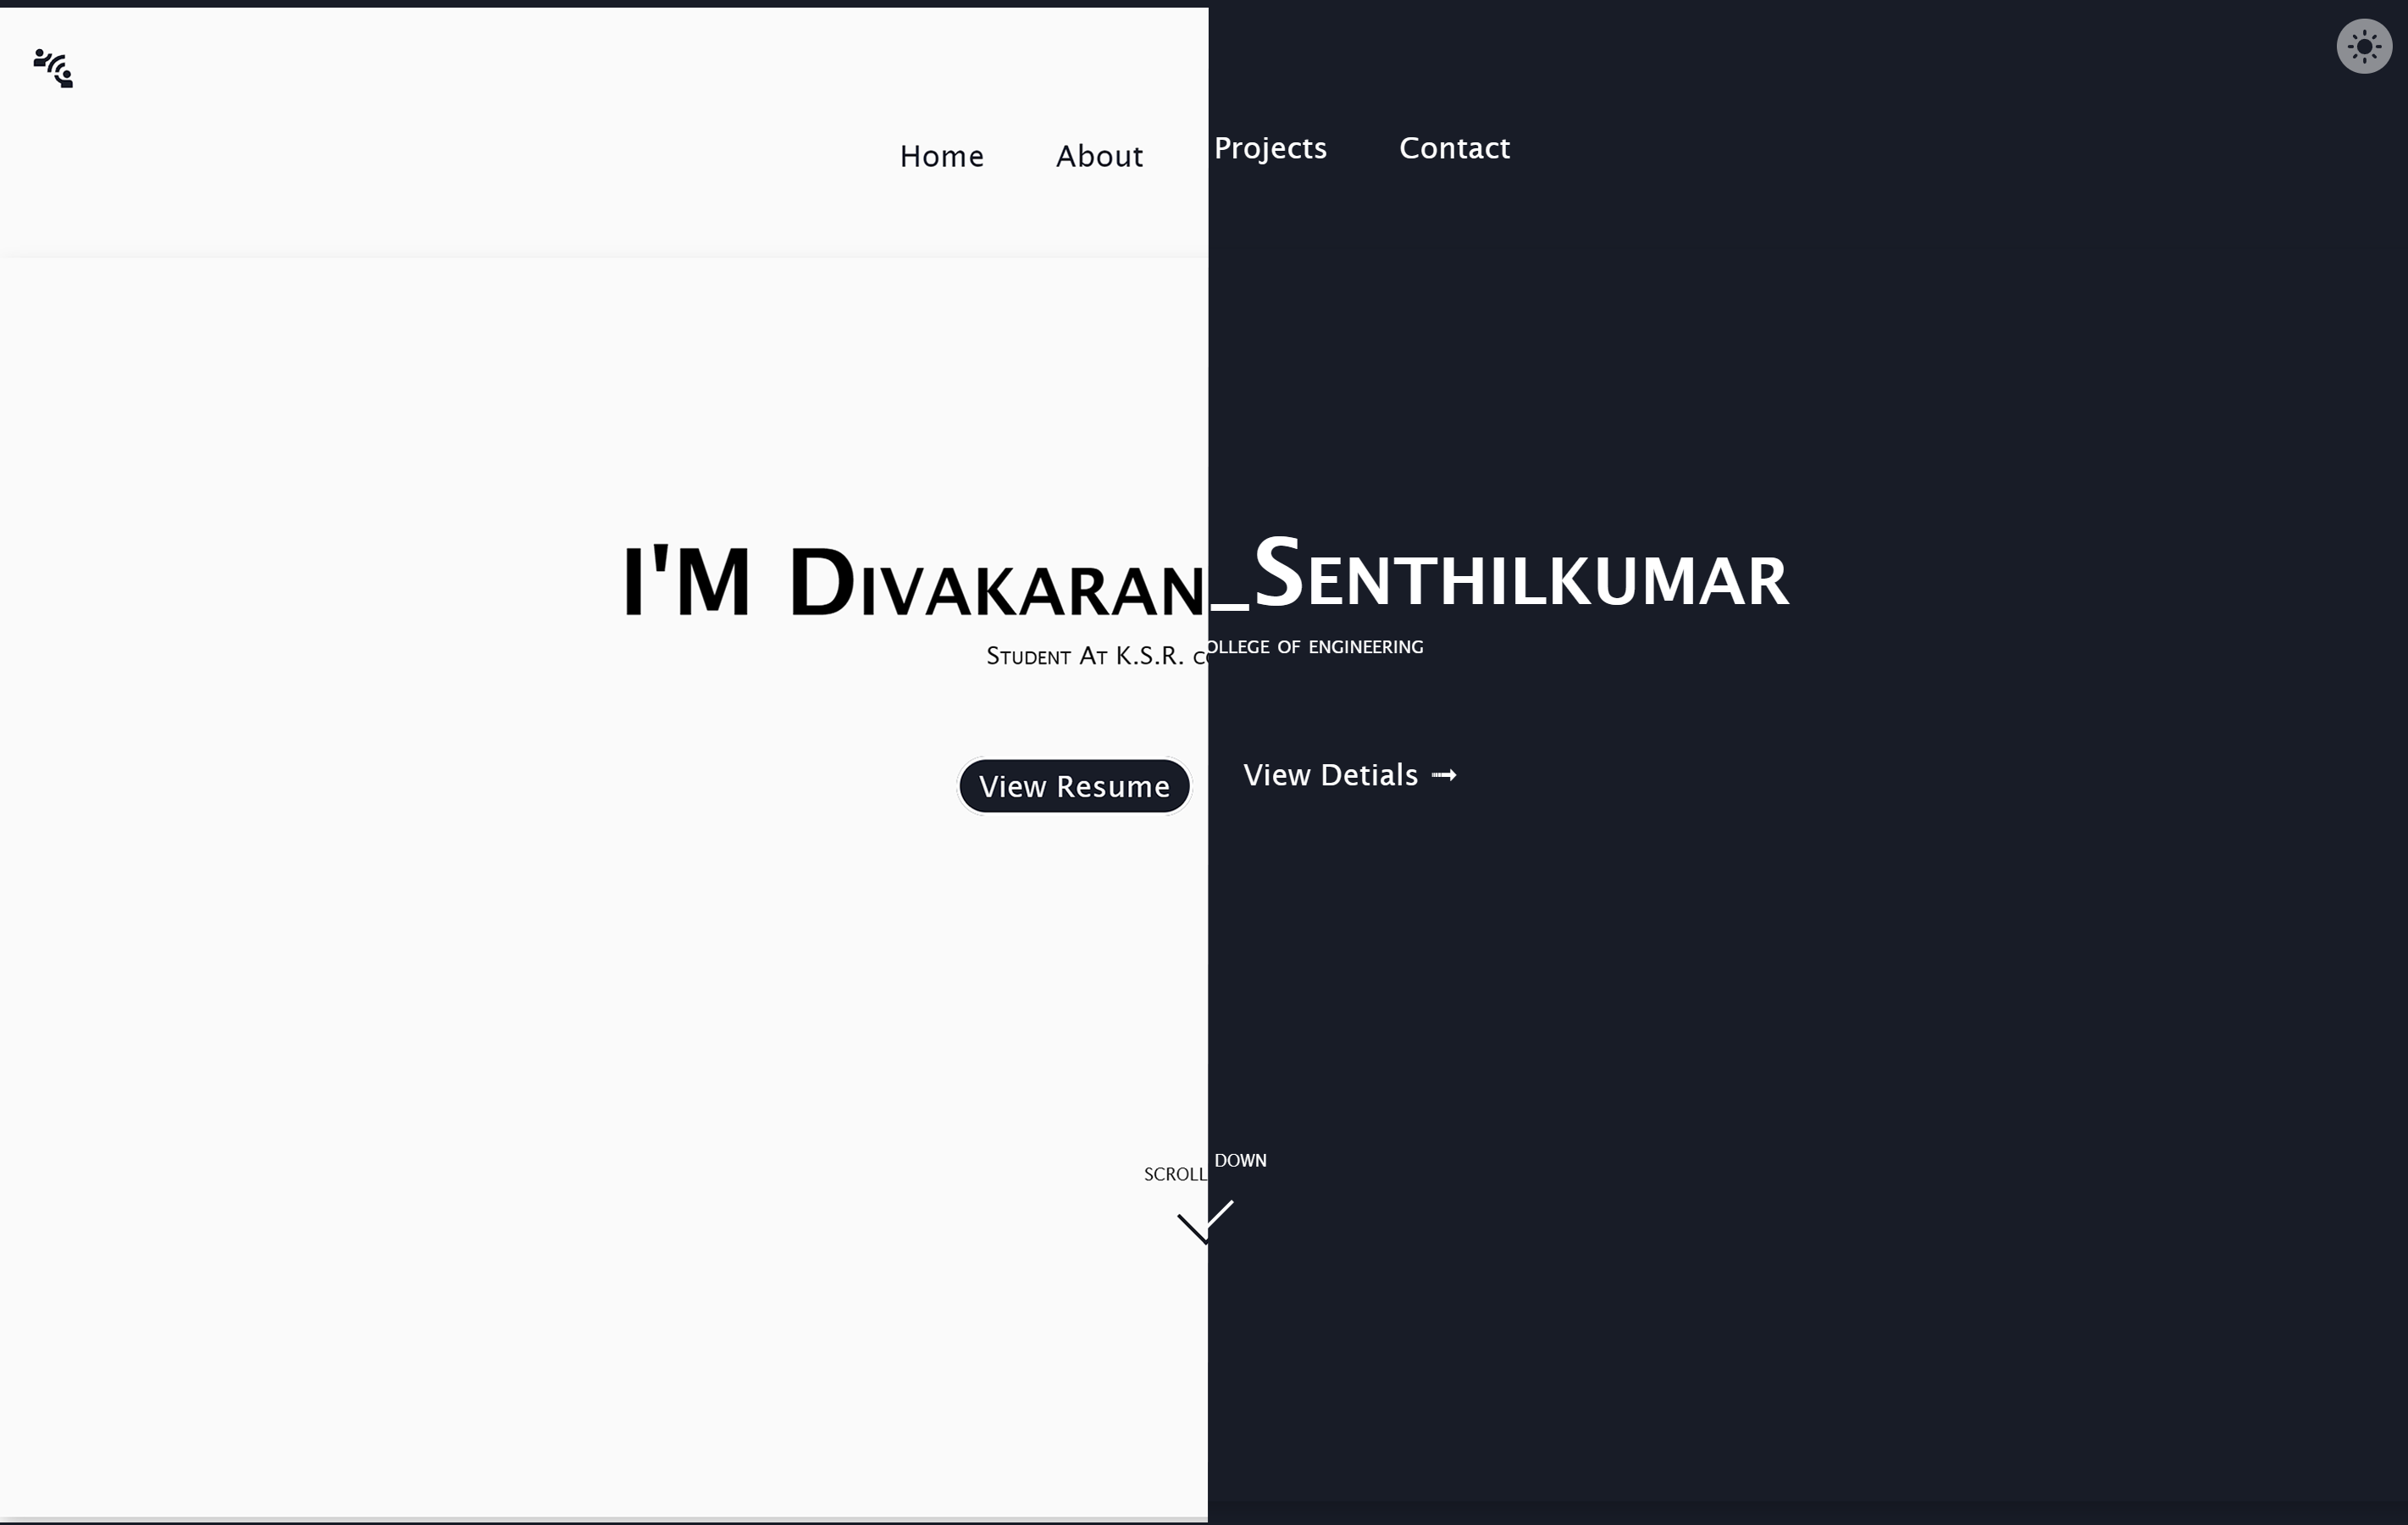 Home About Projects Contact
I'M Divakaran_Senthilkumar
Student At K.S.R. college of engineering
View Resume View Detials ➟
SCROLL DOWN